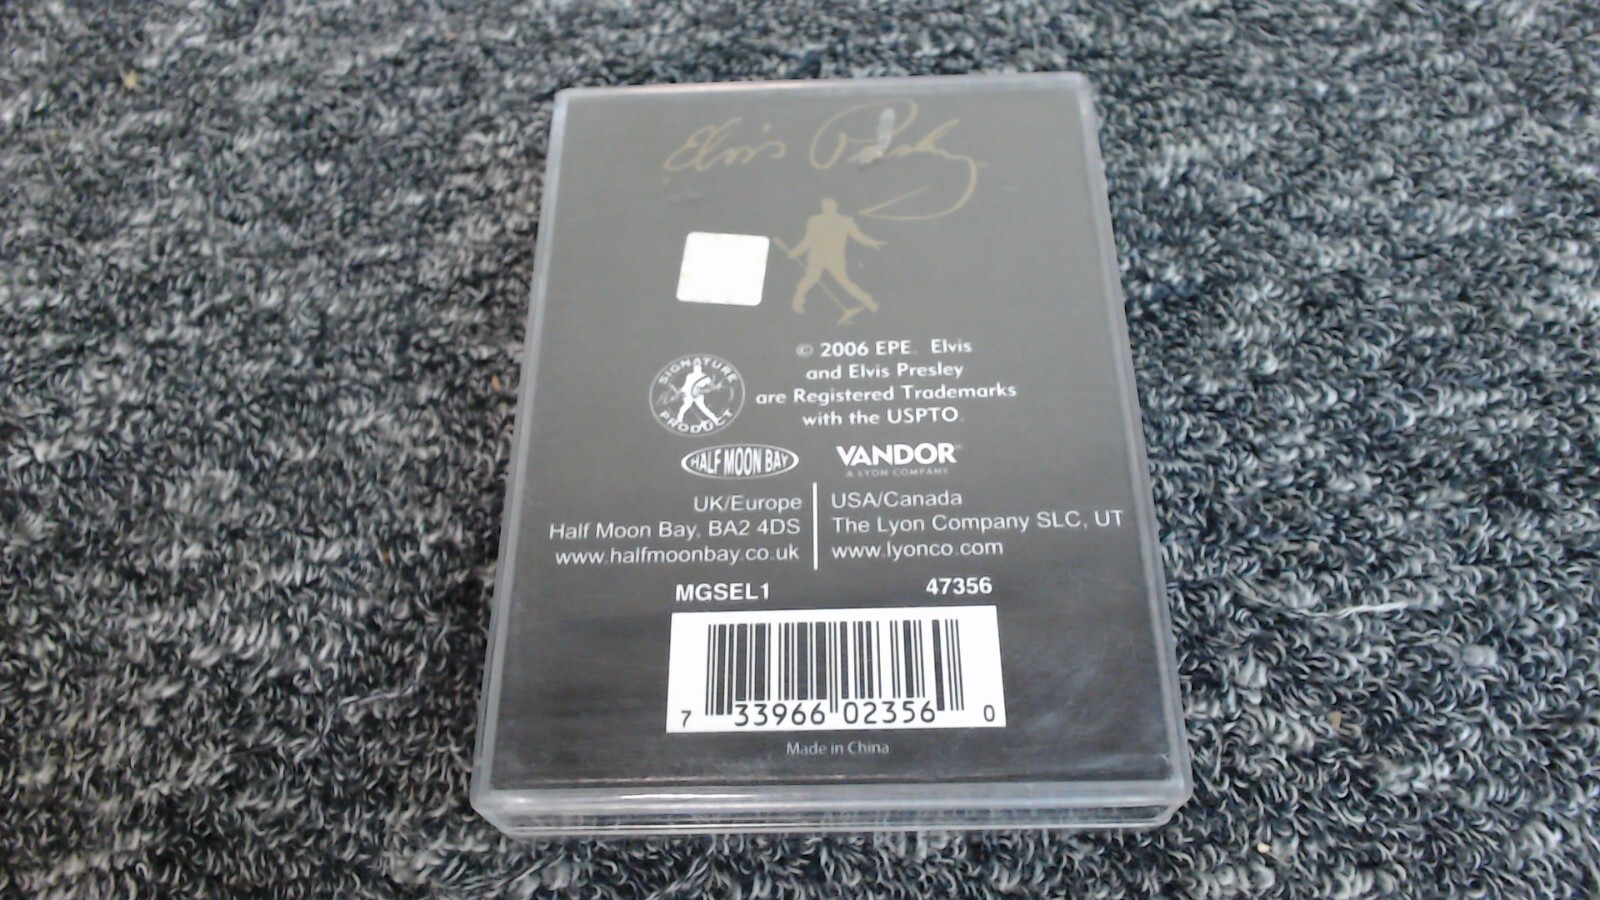 Elvis Presley
© 2006 EPE. Elvis
and Elvis Presley
are Registered Trademarks
with the USPTO.
SIGNATURE
PRODUCT
HALF MOON BAY
VANDOR™
A LYON COMPANY
UK/Europe
Half Moon Bay, BA2 4DS
www.halfmoonbay.co.uk
USA/Canada
The Lyon Company SLC, UT
www.lyonco.com
MGSEL1
47356
7 33966 02356 0
Made in China